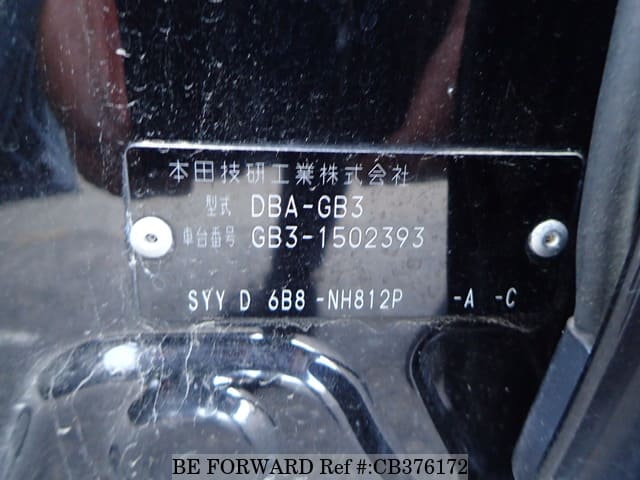 本田技研工業株式会社
型式 DBA-GB3
車台番号 GB3-1502393
SYY D 6B8 -NH812P -A -C
BE FORWARD Ref #:CB376172